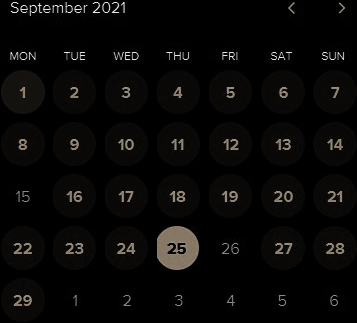 September 2021
MON TUE WED THU FRI SAT SUN
1 2 3 4 5 6 7
8 9 10 11 12 13 14
15 16 17 18 19 20 21
22 23 24 25 26 27 28
29 1 2 3 4 5 6